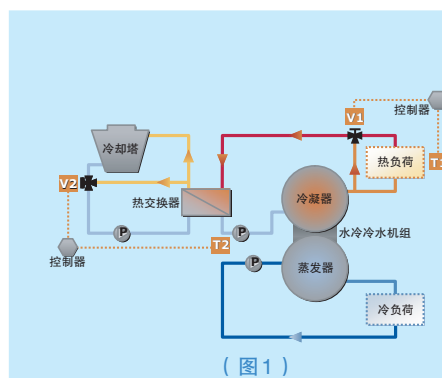 V1
控制器
冷却塔
热负荷
T1
V2
热交换器
冷凝器
P
P
T2
水冷冷水机组
控制器
P
蒸发器
冷负荷
（图1）